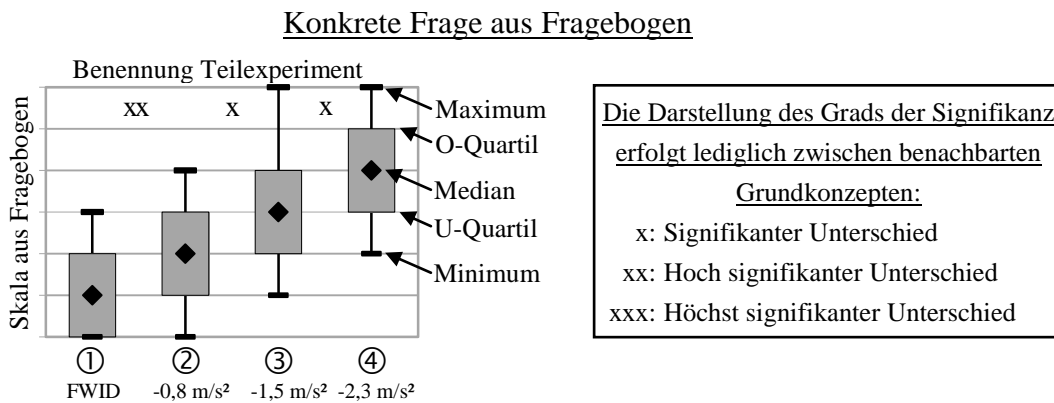 Konkrete Frage aus Fragebogen
Benennung Teilexperiment
Skala aus Fragebogen
xx x x
Maximum
O-Quartil
Median
U-Quartil
Minimum
① ② ③ ④
FWID -0,8 m/s² -1,5 m/s² -2,3 m/s²
Die Darstellung des Grads der Signifikanz
erfolgt lediglich zwischen benachbarten
Grundkonzepten:
x: Signifikanter Unterschied
xx: Hoch signifikanter Unterschied
xxx: Höchst signifikanter Unterschied